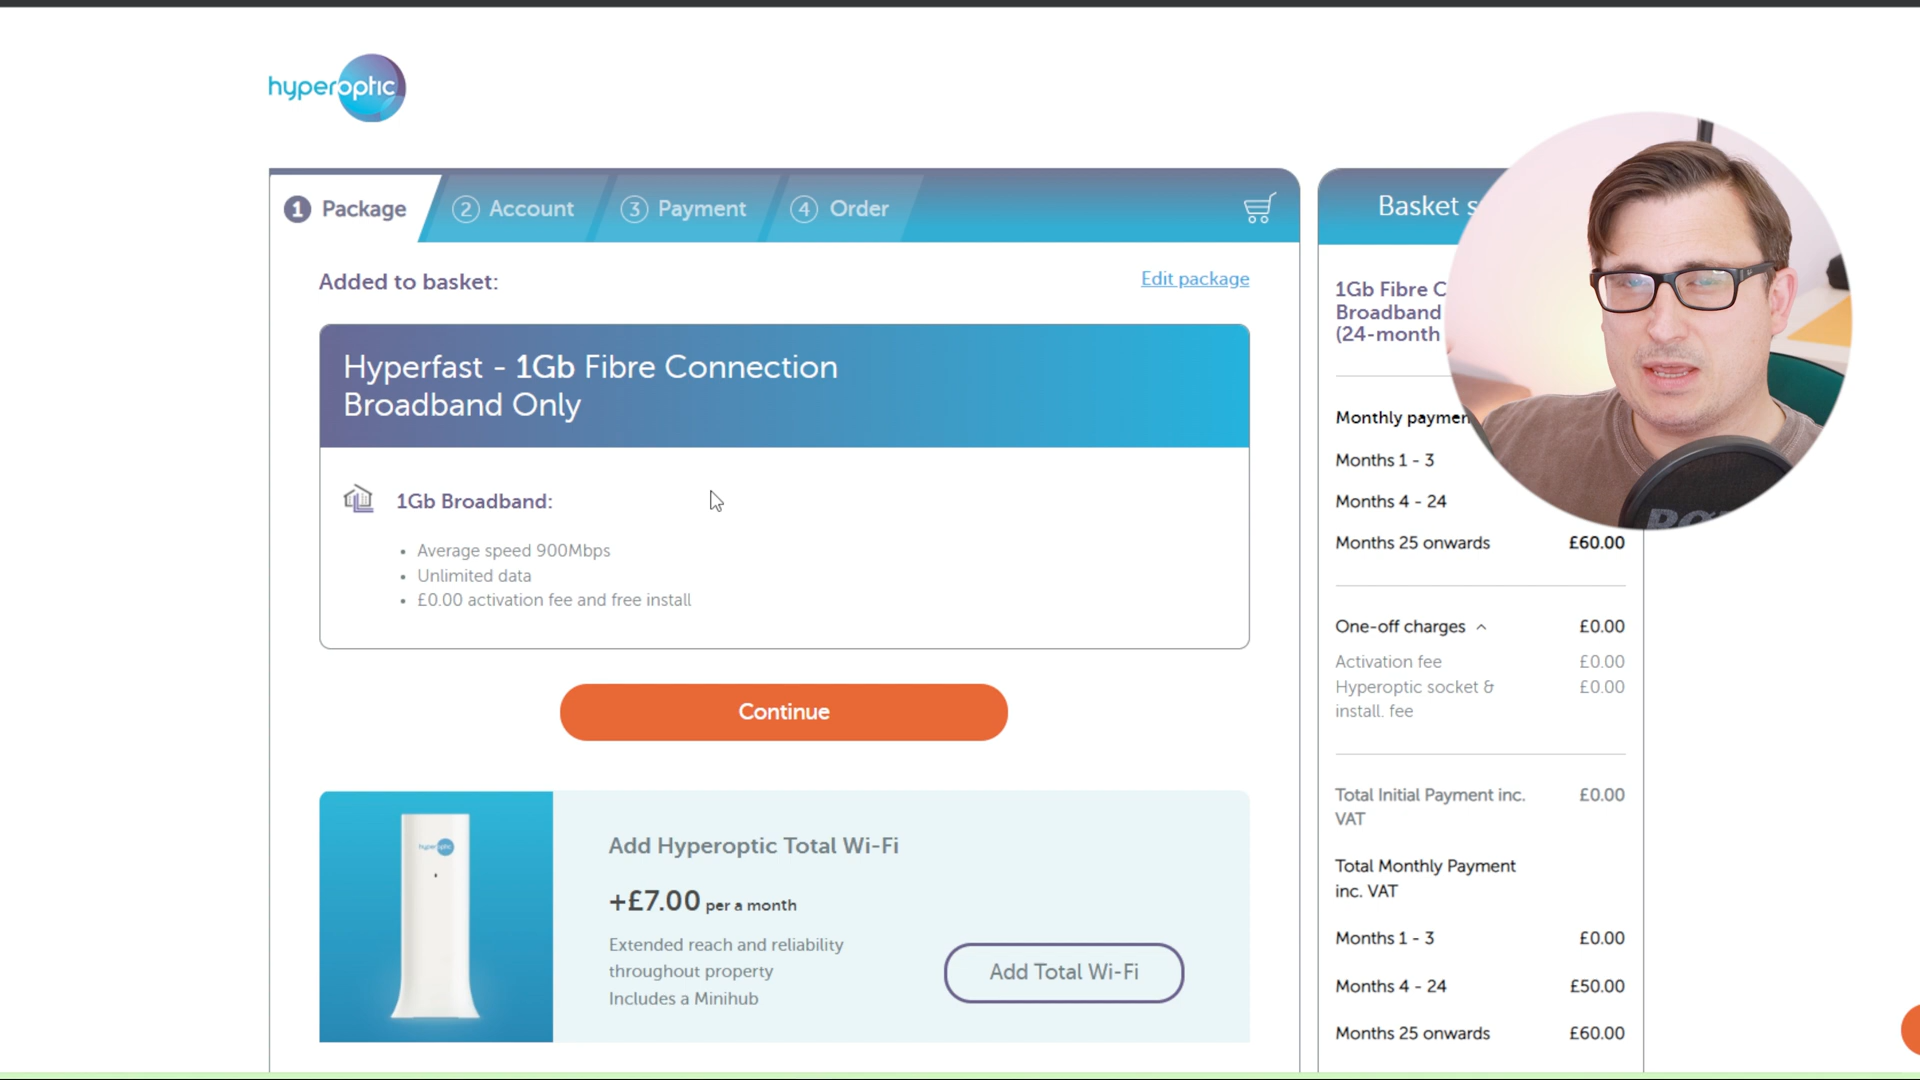 hyperoptic
1 Package
2 Account
3 Payment
4 Order
Added to basket:
Edit package
Hyperfast - 1Gb Fibre Connection
Broadband Only
1Gb Broadband:
• Average speed 900Mbps
• Unlimited data
• £0.00 activation fee and free install
Continue
hyperoptic
Add Hyperoptic Total Wi-Fi
+£7.00 per a month
Extended reach and reliability
throughout property
Includes a Minihub
Add Total Wi-Fi
Basket
1Gb Fibre
Broadband
(24-month
Monthly
Months 1 - 3
Months 4 - 24
Months 25 onwards £60.00
One-off charges £0.00
Activation fee £0.00
Hyperoptic socket & £0.00
install. fee
Total Initial Payment inc. £0.00
VAT
Total Monthly Payment
inc. VAT
Months 1 - 3 £0.00
Months 4 - 24 £50.00
Months 25 onwards £60.00